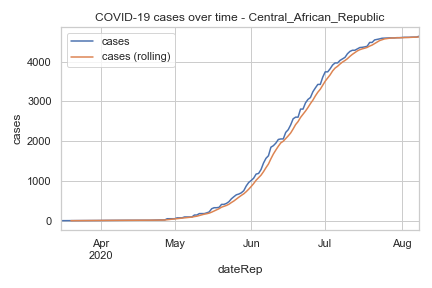 COVID-19 cases over time - Central_African_Republic
cases
cases (rolling)
cases
4000
3000
2000
1000
0
Apr
2020
May
Jun
Jul
Aug
dateRep